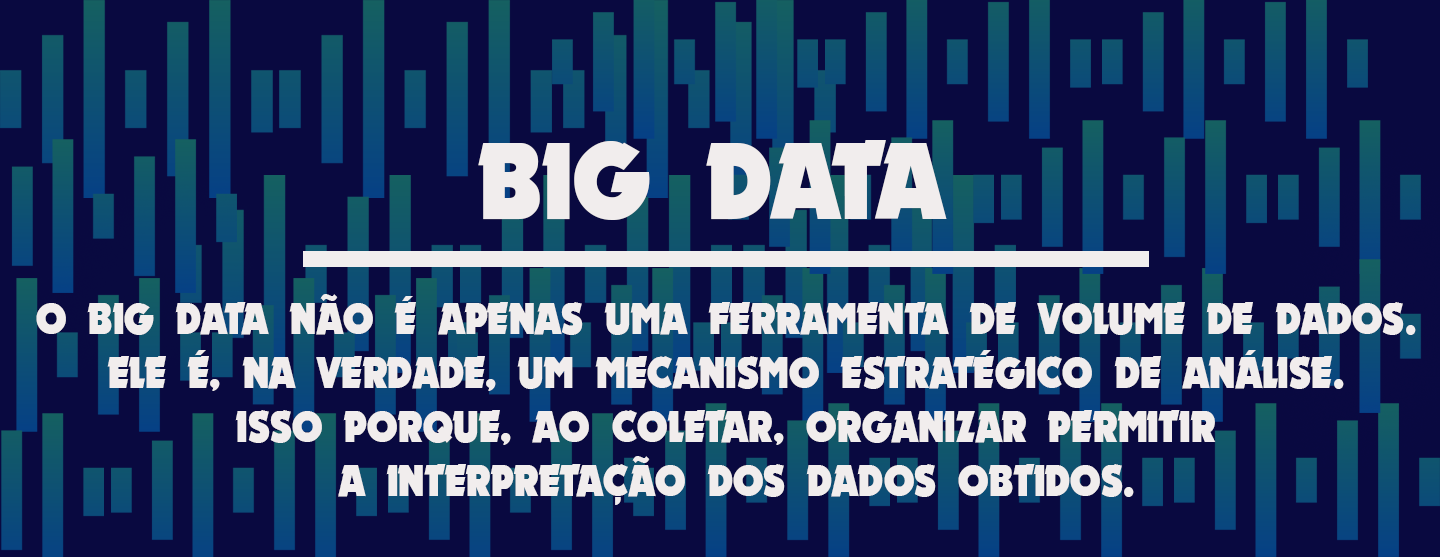 BIG DATA
O BIG DATA NÃO É APENAS UMA FERRAMENTA DE VOLUME DE DADOS.
ELE É, NA VERDADE, UM MECANISMO ESTRATÉGICO DE ANÁLISE.
ISSO PORQUE, AO COLETAR, ORGANIZAR PERMITIR
A INTERPRETAÇÃO DOS DADOS OBTIDOS.